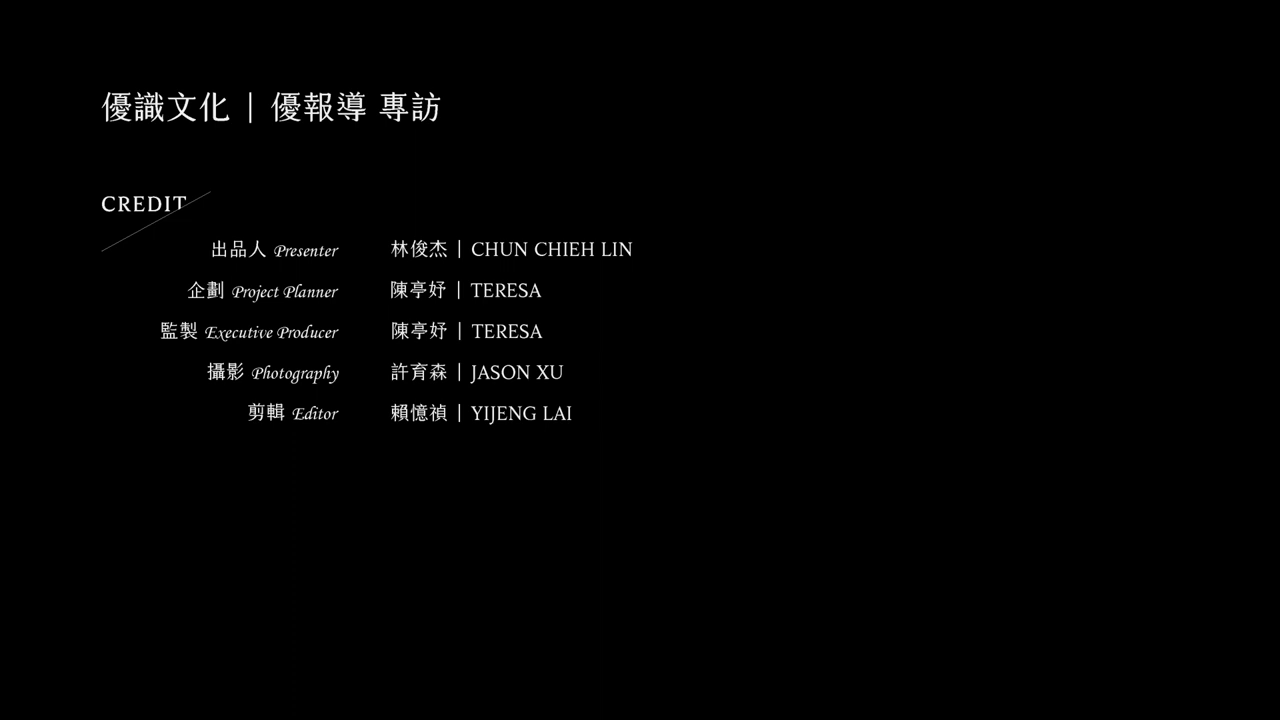 優識文化 | 優報導 專訪
CREDIT
出品人 Presenter 林俊杰 | CHUN CHIEH LIN
企劃 Project Planner 陳亭妤 | TERESA
監製 Executive Producer 陳亭妤 | TERESA
攝影 Photography 許育森 | JASON XU
剪輯 Editor 賴憶禎 | YIJENG LAI